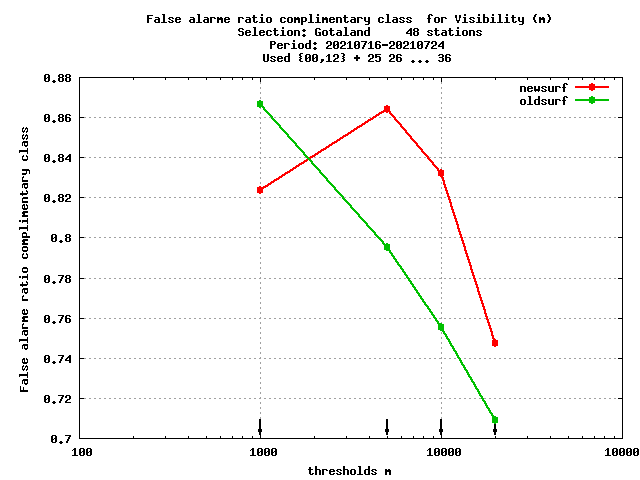 False alarme ratio complimentary class  for Visibility (m)
Selection: Gotaland     48 stations
Period: 20210716-20210724
Used {00,12} + 25 26 ... 36
newsurf
oldsurf
False alarme ratio complimentary class
0.88
0.86
0.84
0.82
0.8
0.78
0.76
0.74
0.72
0.7
100
1000
10000
10000
thresholds m